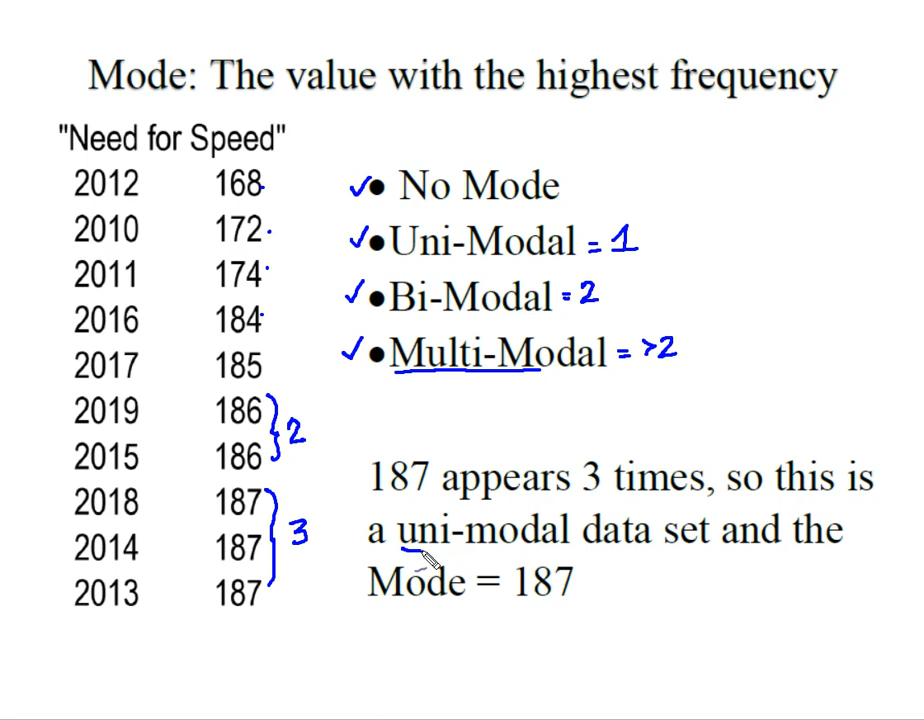 Mode: The value with the highest frequency
"Need for Speed"
2012 168
2010 172
2011 174
2016 184
2017 185
2019 186
2015 186
2018 187
2014 187
2013 187
2
3
✓• No Mode
✓•Uni-Modal = 1
✓•Bi-Modal = 2
✓•Multi-Modal = >2
187 appears 3 times, so this is
a uni-modal data set and the
Mode = 187